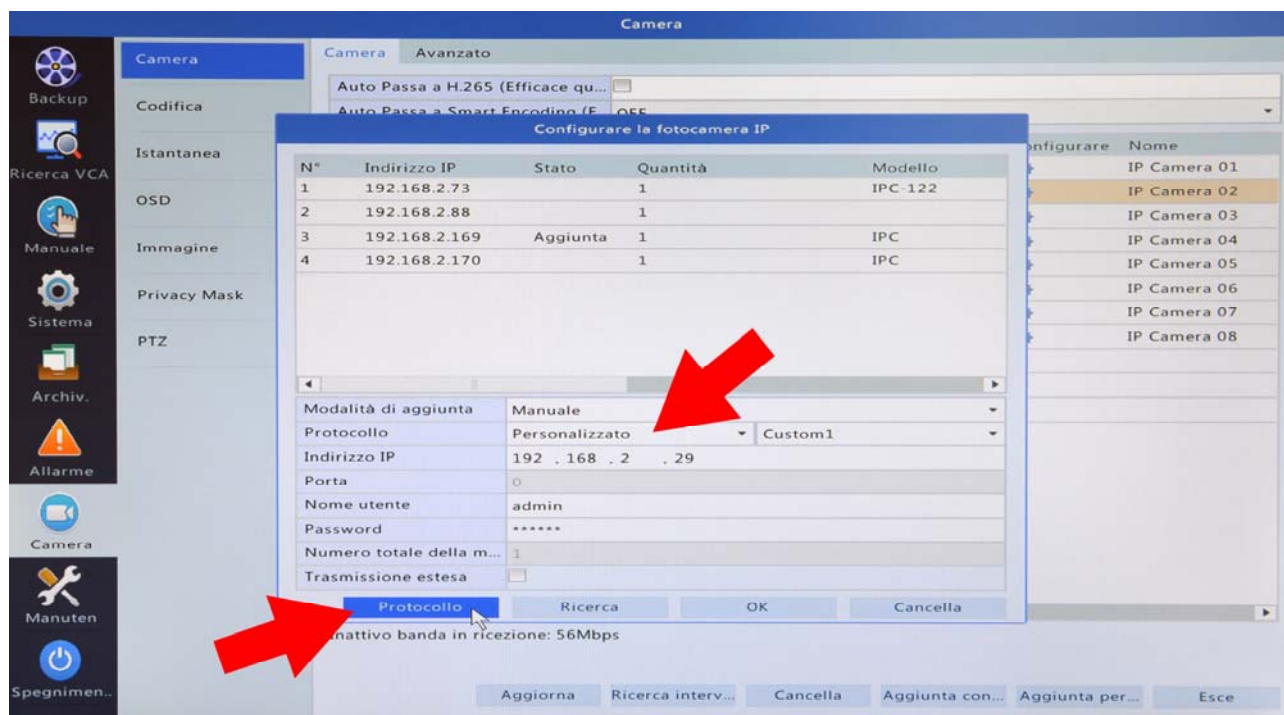 Camera
Backup
Ricerca VCA
Manuale
Sistema
Archiv.
Allarme
Camera
Manuten
Spegnimen..
Camera
Codifica
Istantanea
OSD
Immagine
Privacy Mask
PTZ
Camera Avanzato
Auto Passa a H.265 (Efficace qu...
Auto Passa a Smart Encoding (E OFF
Configurare la fotocamera IP
N° Indirizzo IP Stato Quantità Modello
1 192.168.2.73 1 IPC-122
2 192.168.2.88 1
3 192.168.2.169 Aggiunta 1 IPC
4 192.168.2.170 1 IPC
Modalità di aggiunta Manuale
Protocollo Personalizzato Custom1
Indirizzo IP 192 . 168 . 2 . 29
Porta 0
Nome utente admin
Password ******
Numero totale della m... 1
Trasmissione estesa
Protocollo Ricerca OK Cancella
nfigurare Nome
IP Camera 01
IP Camera 02
IP Camera 03
IP Camera 04
IP Camera 05
IP Camera 06
IP Camera 07
IP Camera 08
nattivo banda in ricezione: 56Mbps
Aggiorna Ricerca interv... Cancella Aggiunta con... Aggiunta per... Esce